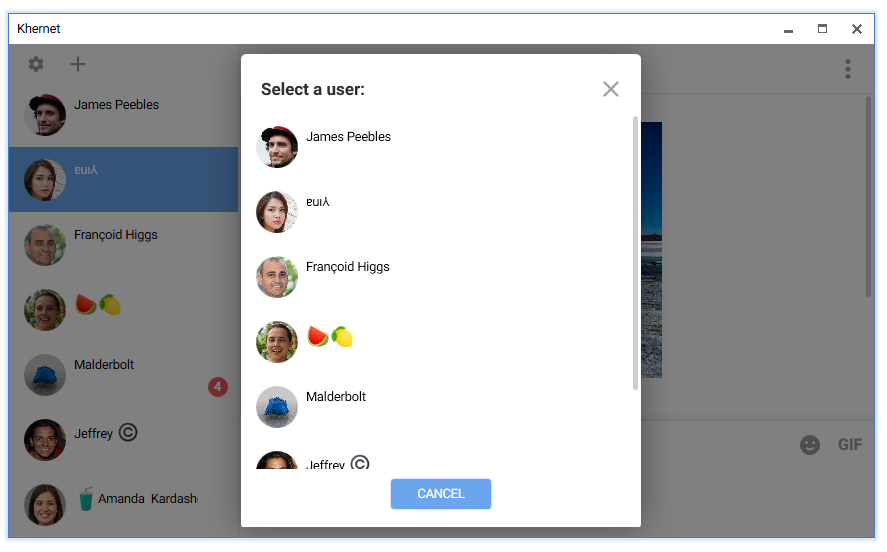 Khernet
James Peebles
ɐuıʎ
Françoid Higgs
🍉🍋
Malderbolt
4
Jeffrey ©
🥤Amanda Kardash
Select a user:
James Peebles
ɐuıʎ
Françoid Higgs
🍉🍋
Malderbolt
Jeffrey ©
CANCEL
GIF